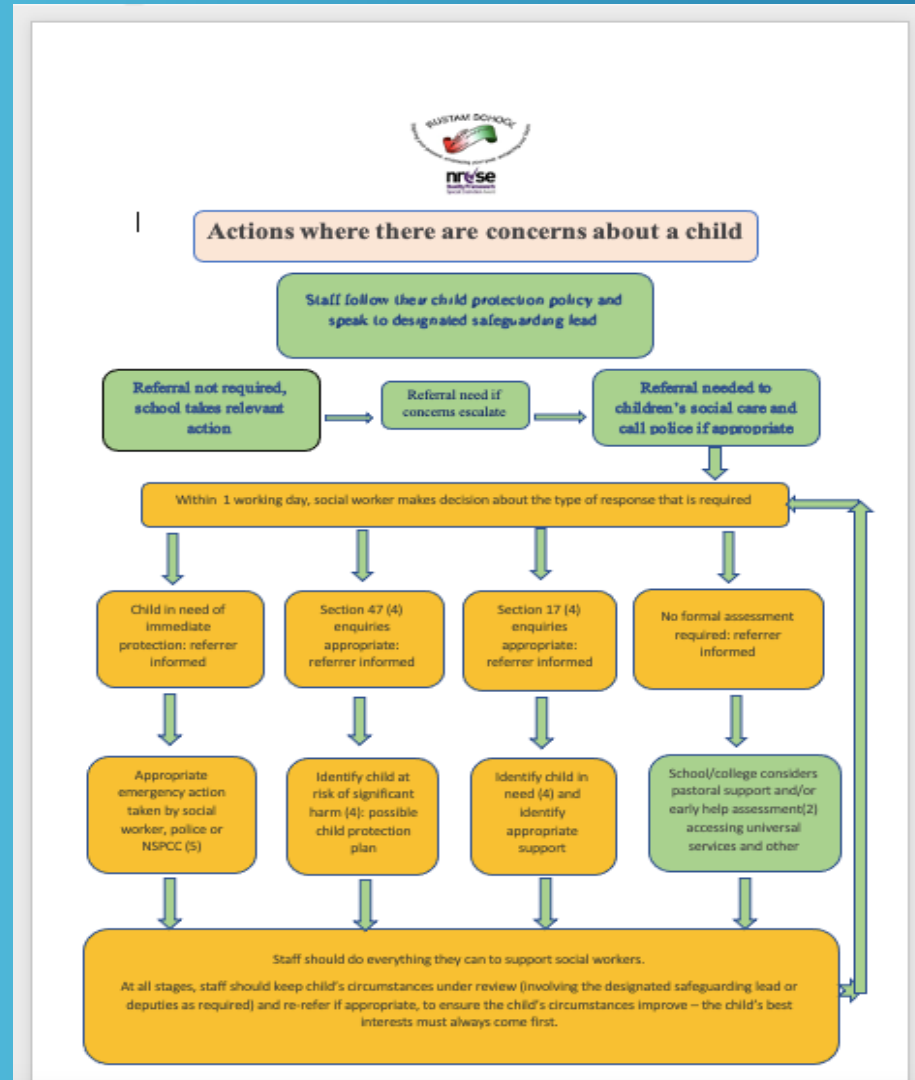 RUSTAM SCHOOL
nrse
Actions where there are concerns about a child
Staff follow their child protection policy and
speak to designated safeguarding lead
Referral not required,
school takes relevant
action
Referral need if
concerns escalate
Referral needed to
children's social care and
call police if appropriate
Within 1 working day, social worker makes decision about the type of response that is required
Child in need of
immediate
protection: referrer
informed
Section 47 (4)
enquiries
appropriate:
referrer informed
Section 17 (4)
enquiries
appropriate:
referrer informed
No formal assessment
required: referrer
informed
Appropriate
emergency action
taken by social
worker, police or
NSPCC (5)
Identify child at
risk of significant
harm (4): possible
child protection
plan
Identify child in
need (4) and
identify
appropriate
support
School/college considers
pastoral support and/or
early help assessment(2)
accessing universal
services and other
Staff should do everything they can to support social workers.
At all stages, staff should keep child's circumstances under review (involving the designated safeguarding lead or
deputies as required) and re-refer if appropriate, to ensure the child's circumstances improve – the child's best
interests must always come first.